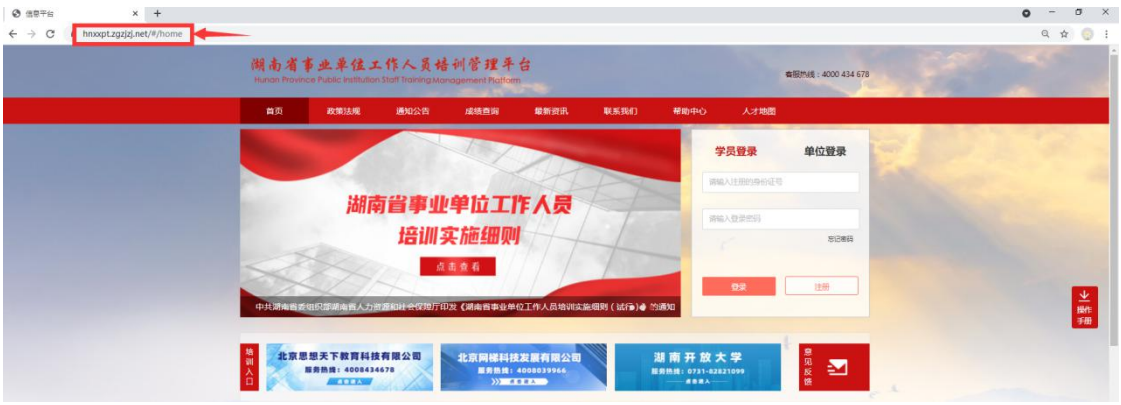 信息平台
hnxxpt.zgzjzj.net/#/home
湖南省事业单位工作人员培训管理平台
Hunan Province Public Institution Staff Training Management Platform
客服热线：4000 434 678
首页 政策法规 通知公告 成绩查询 最新资讯 联系我们 帮助中心 人才地图
湖南省事业单位工作人员
培训实施细则
点击查看
中共湖南省委组织部湖南省人力资源和社会保障厅印发《湖南省事业单位工作人员培训实施细则（试行）》的通知
学员登录 单位登录
请输入注册的身份证号
请输入登录密码
忘记密码
登录 注册
操作
手册
培训入口
北京思想天下教育科技有限公司
服务热线：4008434678
点击进入
北京网梯科技发展有限公司
服务热线：4008039966
点击进入
湖南开放大学
服务热线：0731-82821099
点击进入
意见反馈